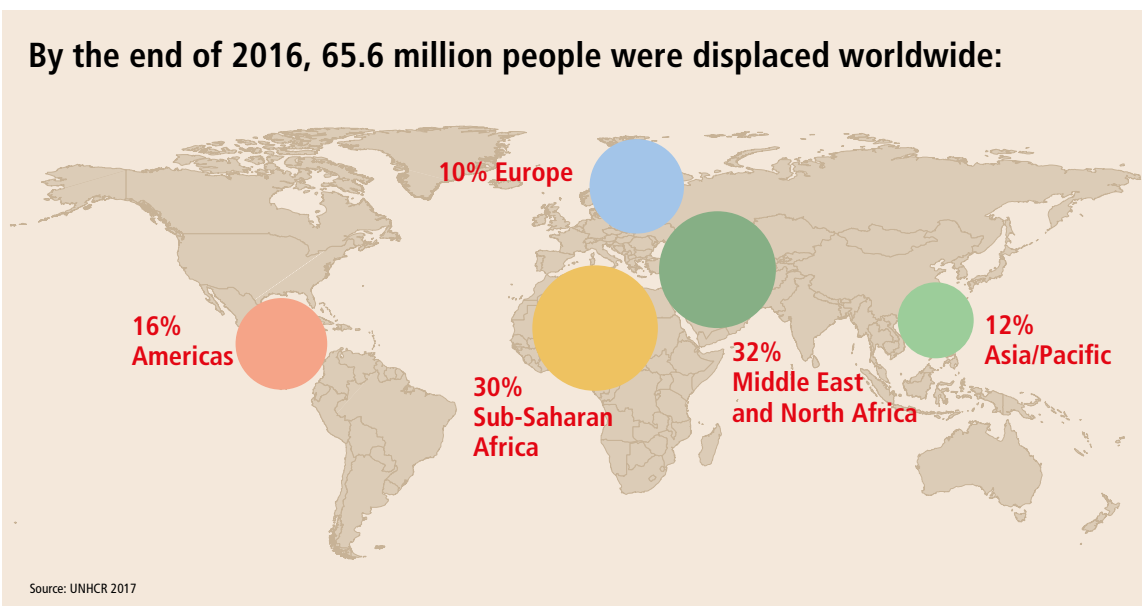 By the end of 2016, 65.6 million people were displaced worldwide:
10% Europe
16%
Americas
30%
Sub-Saharan
Africa
32%
Middle East
and North Africa
12%
Asia/Pacific
Source: UNHCR 2017